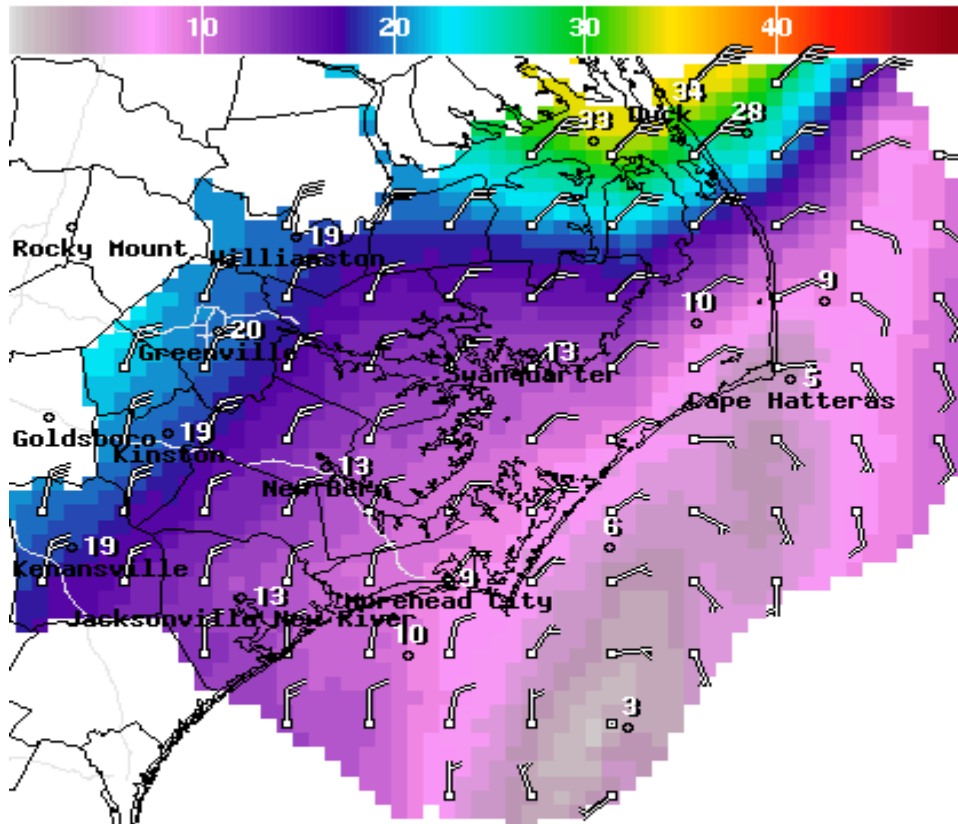 10 20 30 40
34
33 Duck 28
Rocky Mount 19
Williamston
10 9
20
Greenville 13
Swanquarter 5
Cape Hatteras
Goldsboro 19
Kinston
13
New Bern
19 6
Kenansville 9
13 Morehead City
Jacksonville New River
10
3